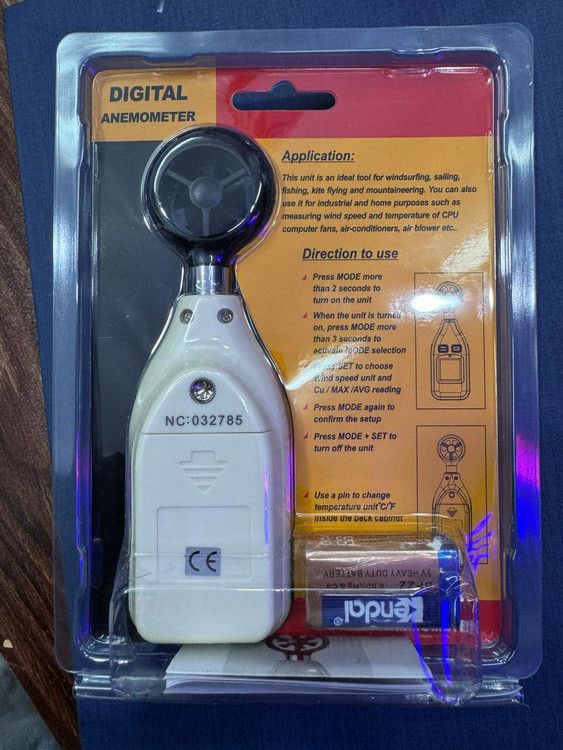 DIGITAL
ANEMOMETER
Application:
This unit is an ideal tool for windsurfing, sailing,
fishing, kite flying and mountaineering. You can also
use it for industrial and home purposes such as
measuring wind speed and temperature of CPU
computer fans, air-conditioners, air blower etc..
Direction to use
Press MODE more
than 2 seconds to
turn on the unit
When the unit is turned
on, press MODE more
than 3 seconds to
activate MODE selection
Press SET to choose
Wind speed unit and
Cu / MAX /AVG reading
Press MODE again to
confirm the setup
Press MODE + SET to
turn off the unit
Use a pin to change
temperature unit°C/°F
inside the back cabinet
NC:032785
CE
9V HEAVY DUTY BATTERY
Kendal